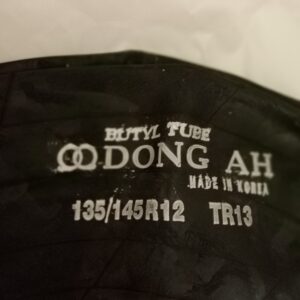 BUTYL TUBE
DONG AH
MADE IN KOREA
135/145R12 TR13